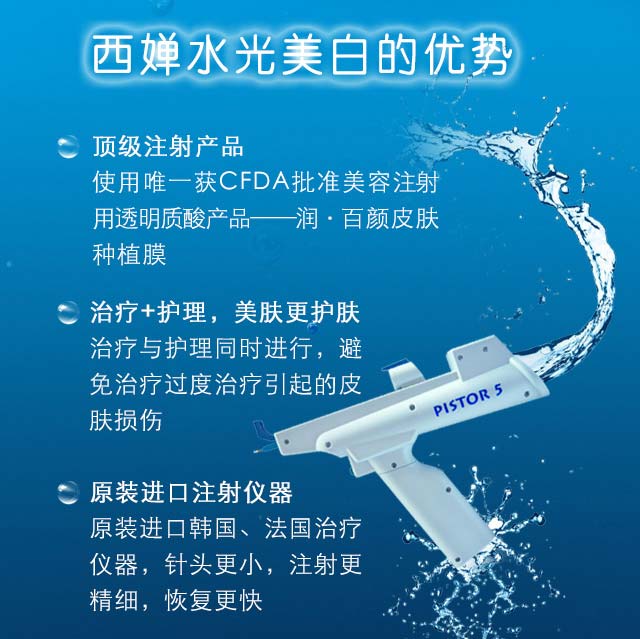 西婵水光美白的优势
顶级注射产品
使用唯一获CFDA批准美容注射
用透明质酸产品——润·百颜皮肤
种植膜
治疗+护理，美肤更护肤
治疗与护理同时进行，避
免治疗过度治疗引起的皮
肤损伤
PISTOR 5
原装进口注射仪器
原装进口韩国、法国治疗
仪器，针头更小，注射更
精细，恢复更快